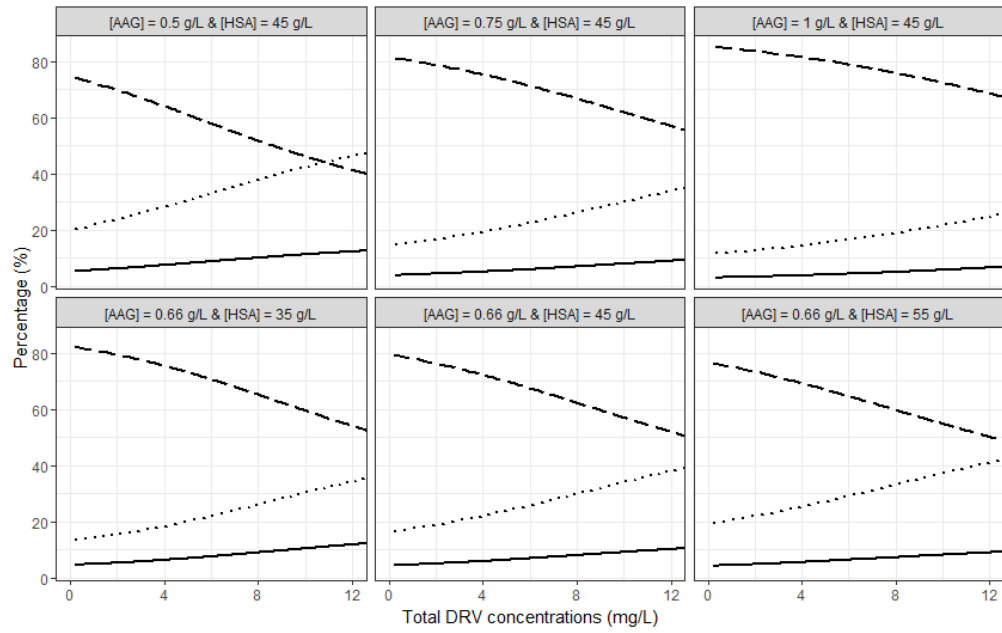 [AAG] = 0.5 g/L & [HSA] = 45 g/L
[AAG] = 0.75 g/L & [HSA] = 45 g/L
[AAG] = 1 g/L & [HSA] = 45 g/L
80
60
40
20
0
Percentage (%)
[AAG] = 0.66 g/L & [HSA] = 35 g/L
[AAG] = 0.66 g/L & [HSA] = 45 g/L
[AAG] = 0.66 g/L & [HSA] = 55 g/L
80
60
40
20
0
0 4 8 12 0 4 8 12 0 4 8 12
Total DRV concentrations (mg/L)